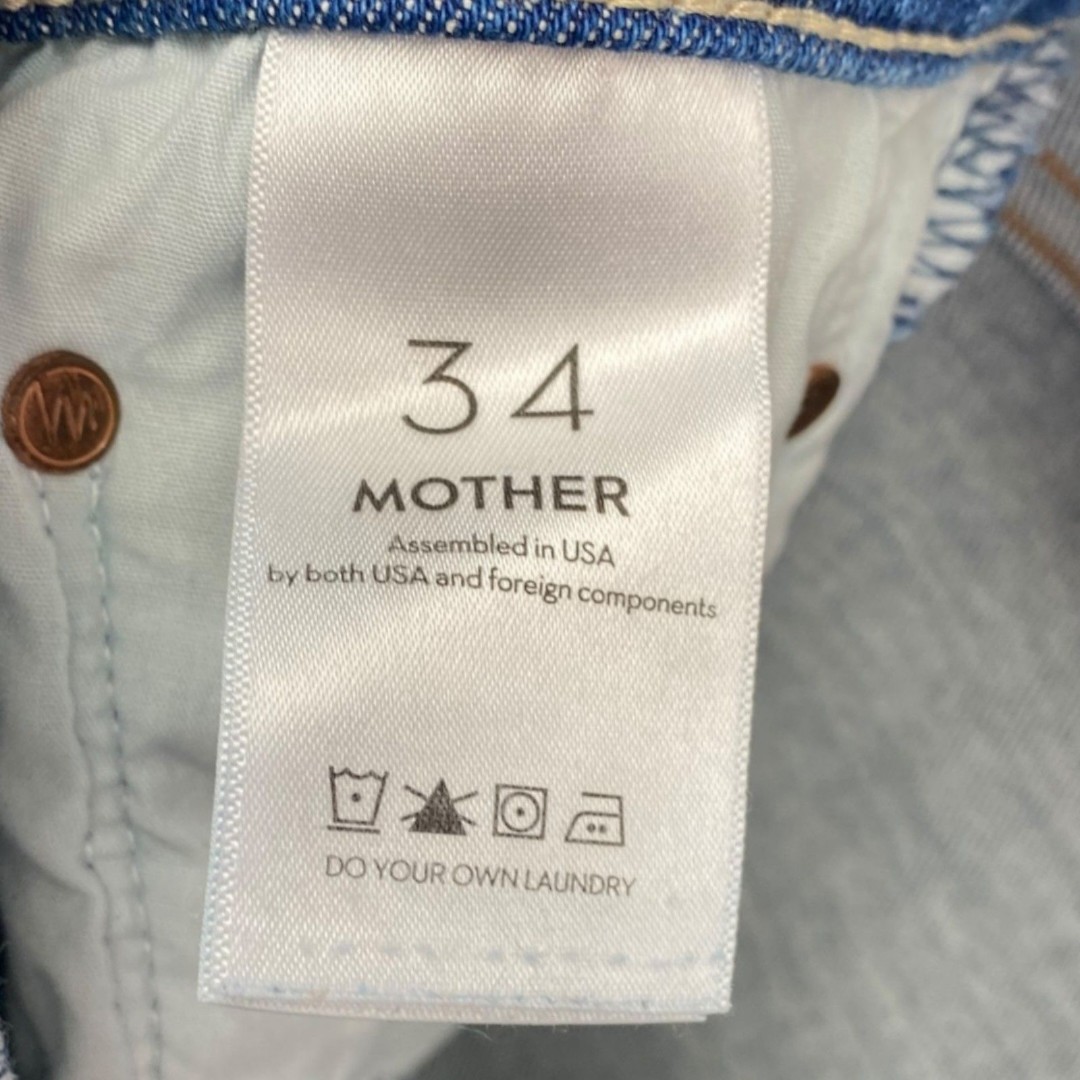 34
MOTHER
Assembled in USA
by both USA and foreign components
DO YOUR OWN LAUNDRY